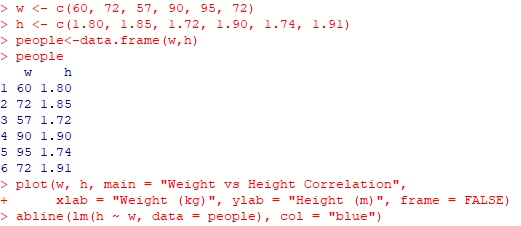 > w <- c(60, 72, 57, 90, 95, 72)
> h <- c(1.80, 1.85, 1.72, 1.90, 1.74, 1.91)
> people<-data.frame(w,h)
> people
   w    h
1 60 1.80
2 72 1.85
3 57 1.72
4 90 1.90
5 95 1.74
6 72 1.91
> plot(w, h, main = "Weight vs Height Correlation",
+      xlab = "Weight (kg)", ylab = "Height (m)", frame = FALSE)
> abline(lm(h ~ w, data = people), col = "blue")